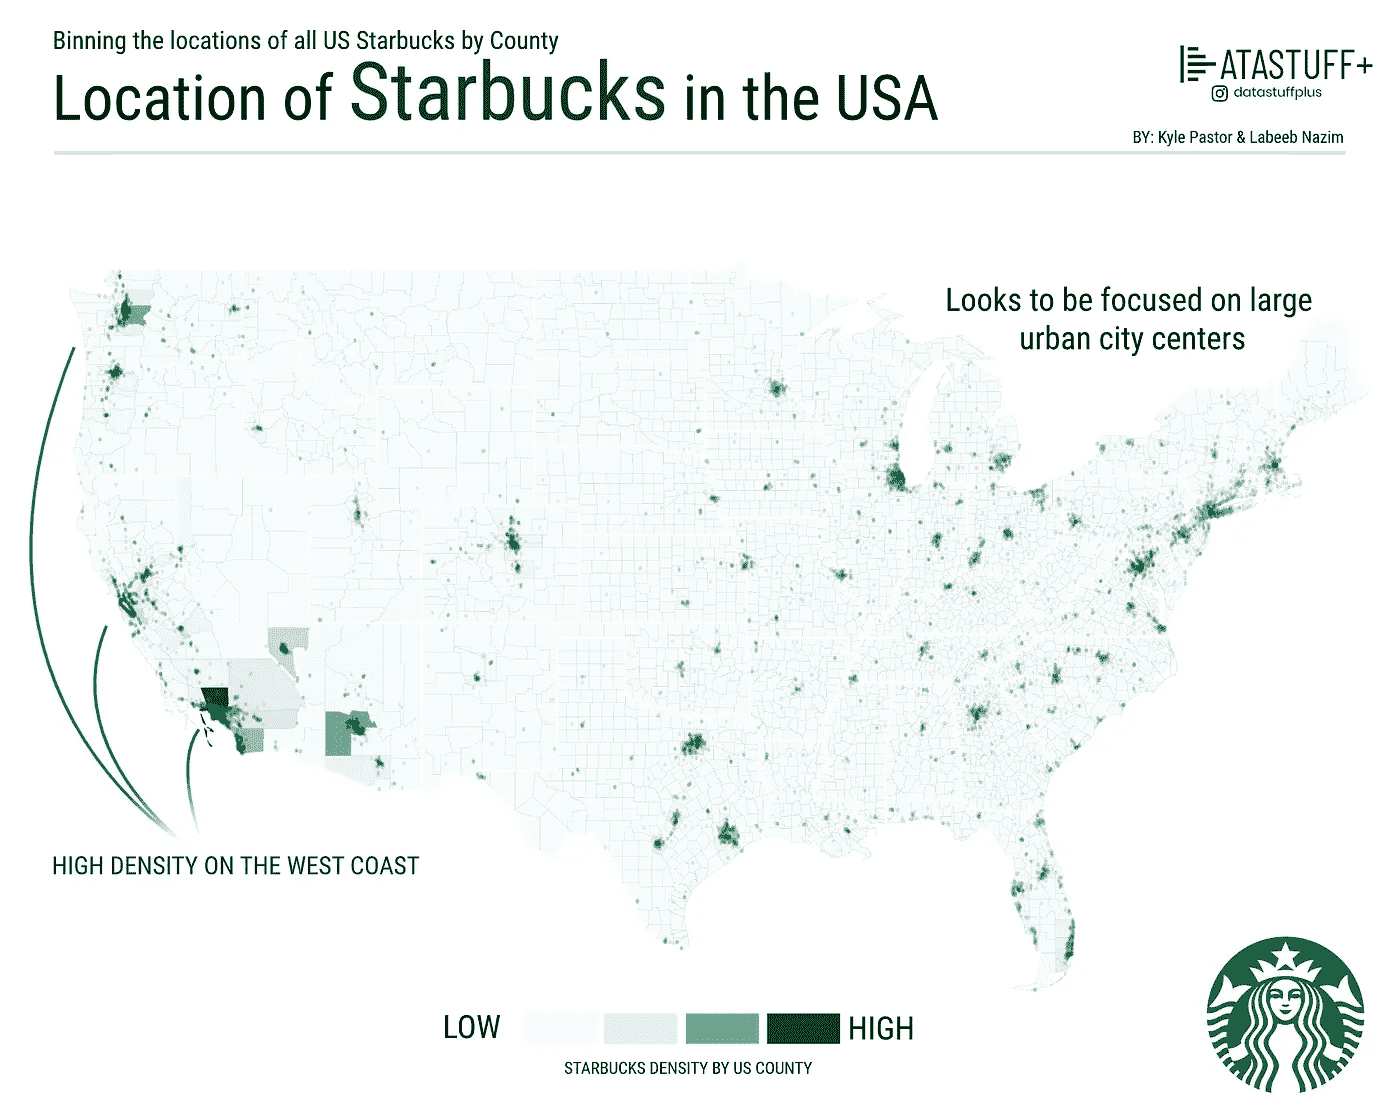 Binning the locations of all US Starbucks by County
Location of Starbucks in the USA
ATASTUFF+
datastuffplus
BY: Kyle Pastor & Labeeb Nazim
Looks to be focused on large
urban city centers
HIGH DENSITY ON THE WEST COAST
LOW
HIGH
STARBUCKS DENSITY BY US COUNTY